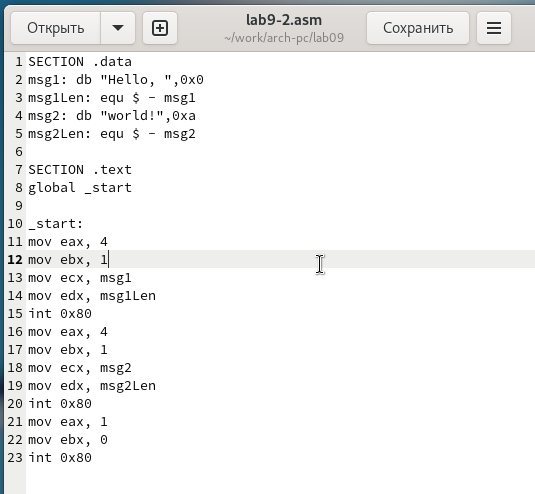 Открыть
lab9-2.asm
~/work/arch-pc/lab09
Сохранить
1 SECTION .data
2 msg1: db "Hello, ",0x0
3 msg1Len: equ $ - msg1
4 msg2: db "world!",0xa
5 msg2Len: equ $ - msg2
6
7 SECTION .text
8 global _start
9
10 _start:
11 mov eax, 4
12 mov ebx, 1
13 mov ecx, msg1
14 mov edx, msg1Len
15 int 0x80
16 mov eax, 4
17 mov ebx, 1
18 mov ecx, msg2
19 mov edx, msg2Len
20 int 0x80
21 mov eax, 1
22 mov ebx, 0
23 int 0x80